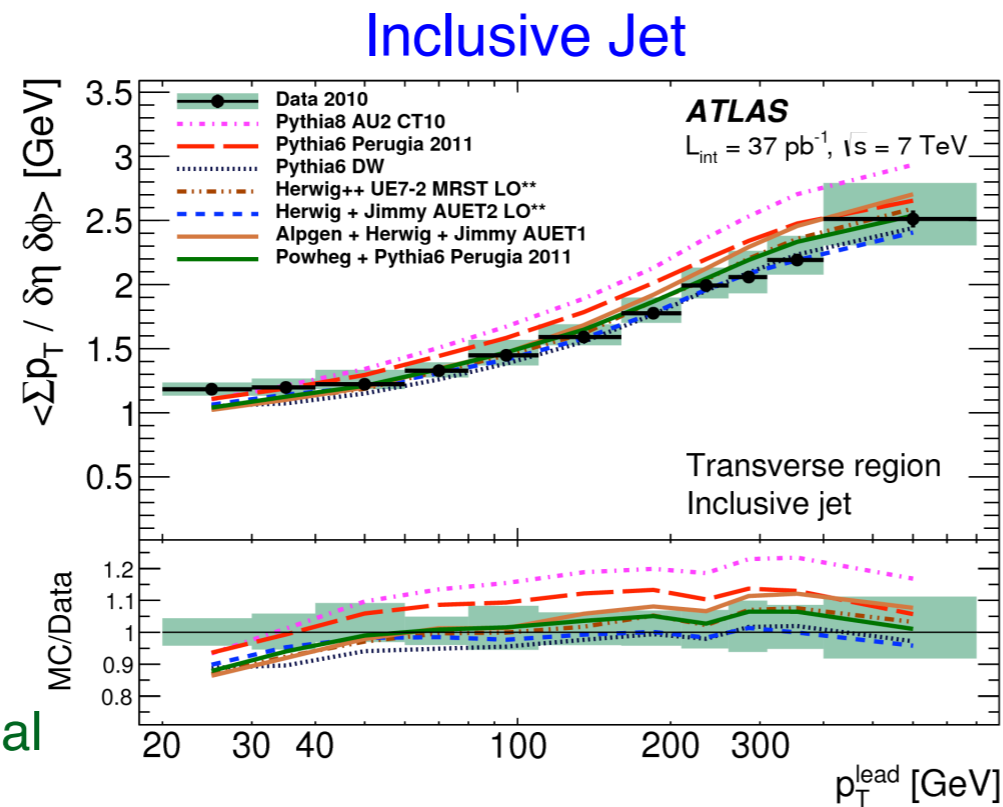 Inclusive Jet
<Σp_T / δη δϕ> [GeV]
3.5
3
2.5
2
1.5
1
0.5
Data 2010
Pythia8 AU2 CT10
Pythia6 Perugia 2011
Pythia6 DW
Herwig++ UE7-2 MRST LO**
Herwig + Jimmy AUET2 LO**
Alpgen + Herwig + Jimmy AUET1
Powheg + Pythia6 Perugia 2011
ATLAS
L_int = 37 pb⁻¹, √s = 7 TeV
Transverse region
Inclusive jet
MC/Data
1.2
1.1
1
0.9
0.8
al
20 30 40 100 200 300
p_T^lead [GeV]